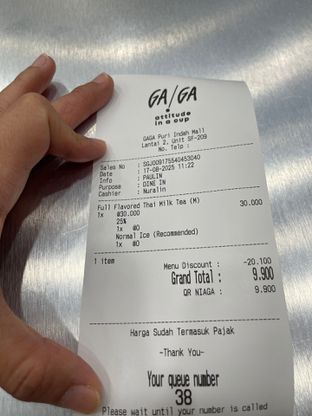 GA/GA
attitude
in a cup
GAGA Puri Indah Mall
Lantai 2, Unit SF-209
No. Telp :
Sales No : SGJ009175540453040
Date : 17-08-2025 11:22
Info : PAULIN
Purpose : DINE IN
Cashier : Nuralin
Full Flavored Thai Milk Tea (M)
1x @30.000 30.000
25%
1x @0
Normal Ice (Recommended)
1x @0
1 item
Menu Discount : -20.100
Grand Total : 9.900
QR NIAGA : 9.900
Harga Sudah Termasuk Pajak
-Thank You-
Your queue number
38
Please wait until your number is called